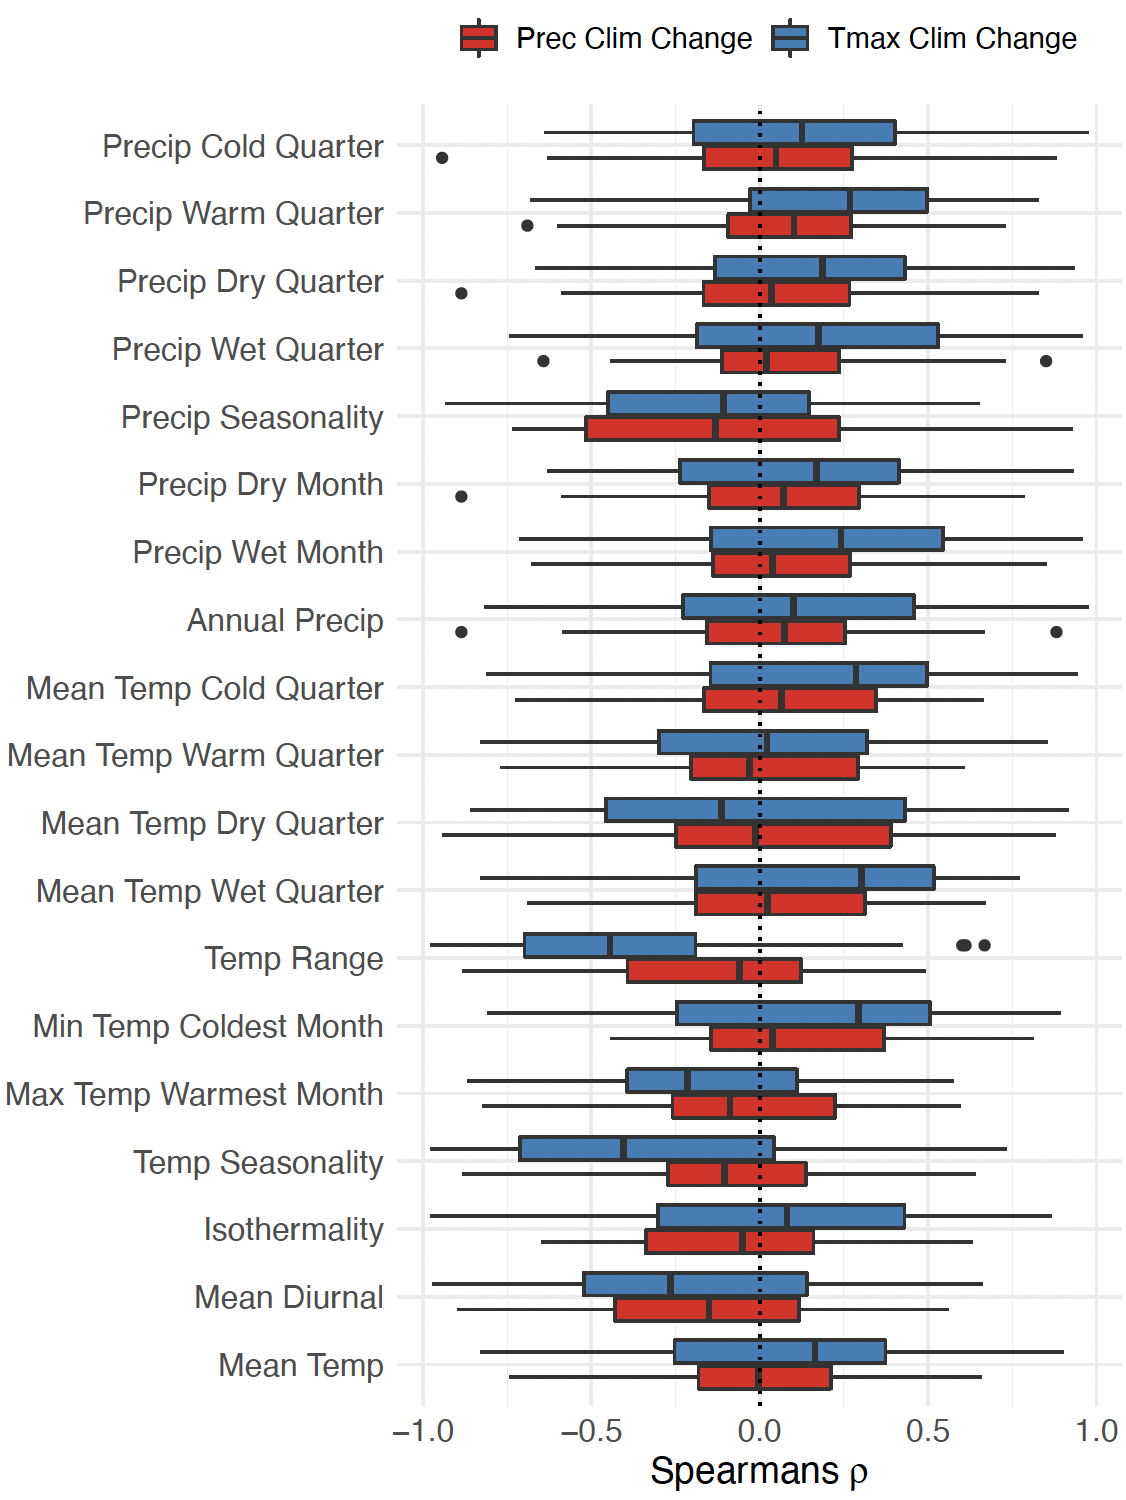 Prec Clim Change Tmax Clim Change
Precip Cold Quarter
Precip Warm Quarter
Precip Dry Quarter
Precip Wet Quarter
Precip Seasonality
Precip Dry Month
Precip Wet Month
Annual Precip
Mean Temp Cold Quarter
Mean Temp Warm Quarter
Mean Temp Dry Quarter
Mean Temp Wet Quarter
Temp Range
Min Temp Coldest Month
Max Temp Warmest Month
Temp Seasonality
Isothermality
Mean Diurnal
Mean Temp
−1.0 −0.5 0.0 0.5 1.0
Spearmans ρ